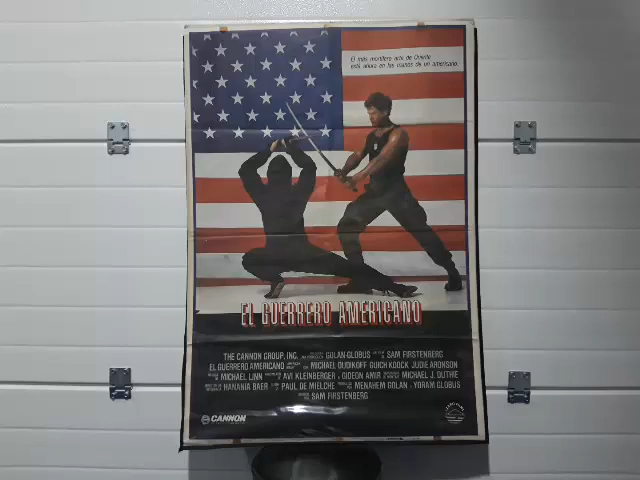 El más mortífero arte de Oriente
está ahora en las manos de un americano.
EL GUERRERO AMERICANO
THE CANNON GROUP, INC. GOLAN-GLOBUS SAM FIRSTENBERG
EL GUERRERO AMERICANO MICHAEL DUDIKOFF GUICH KOOCK JUDIE ARONSON
MICHAEL LINN AVI KLEINBERGER GIDEON AMIR MICHAEL J. DUTHIE
HANANIA BAER PAUL DE MIELCHE MENAHEM GOLAN YORAM GLOBUS
SAM FIRSTENBERG
CANNON